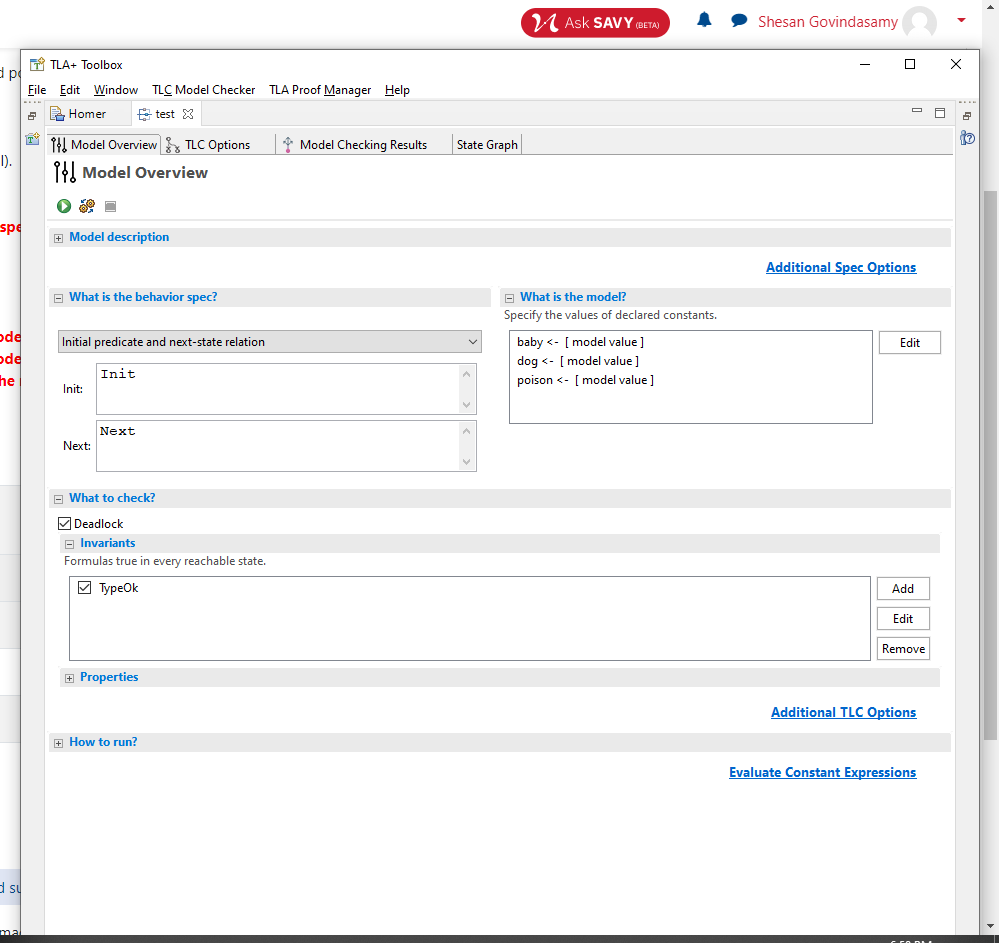 Ask SAVY (BETA)
Shesan Govindasamy
TLA+ Toolbox
File Edit Window TLC Model Checker TLA Proof Manager Help
Homer test
Model Overview TLC Options Model Checking Results State Graph
Model Overview
Model description
Additional Spec Options
What is the behavior spec?
What is the model?
Specify the values of declared constants.
Initial predicate and next-state relation
baby <- [ model value ]
Edit
dog <- [ model value ]
poison <- [ model value ]
Init:
Init
Next:
Next
What to check?
Deadlock
Invariants
Formulas true in every reachable state.
TypeOk
Add
Edit
Remove
Properties
Additional TLC Options
How to run?
Evaluate Constant Expressions